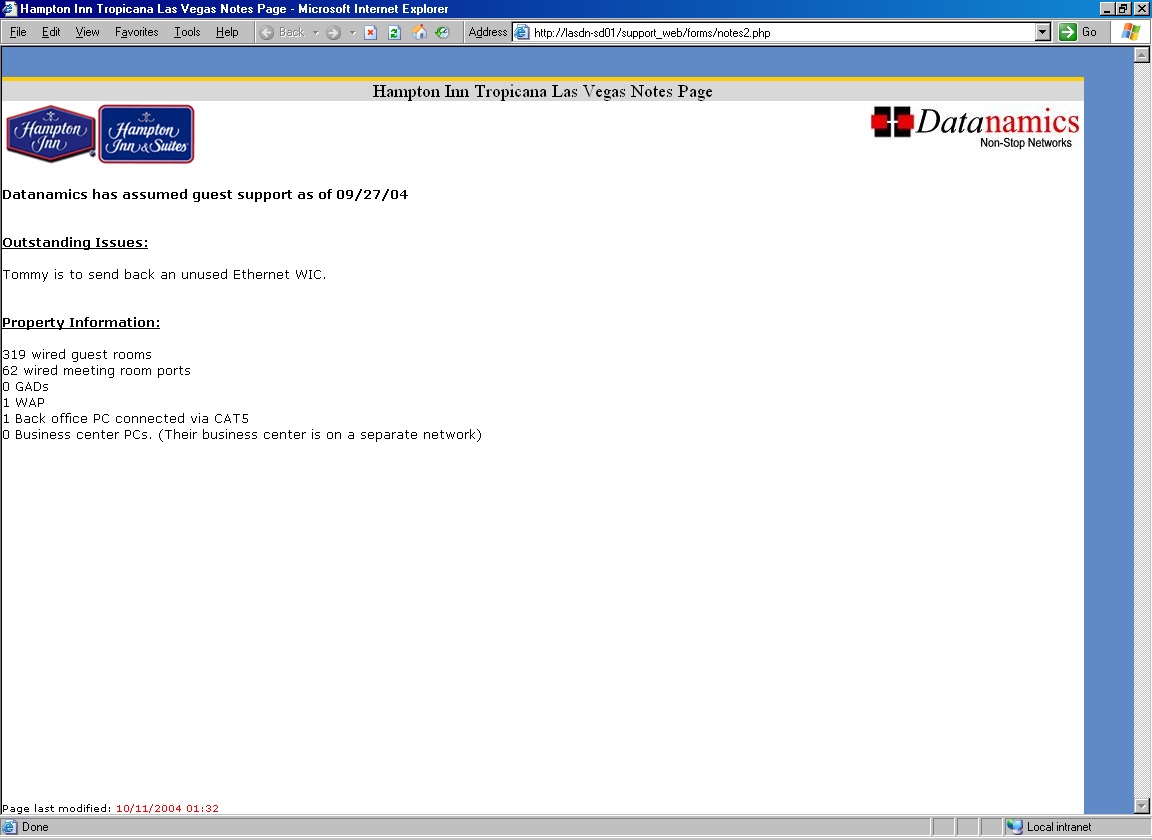 Hampton Inn Tropicana Las Vegas Notes Page - Microsoft Internet Explorer
File Edit View Favorites Tools Help Back Address http://lasdn-sd01/support_web/forms/notes2.php Go
Hampton Inn Tropicana Las Vegas Notes Page
Hampton Inn
Hampton Inn & Suites
Datanamics
Non-Stop Networks
Datanamics has assumed guest support as of 09/27/04
Outstanding Issues:
Tommy is to send back an unused Ethernet WIC.
Property Information:
319 wired guest rooms
62 wired meeting room ports
0 GADs
1 WAP
1 Back office PC connected via CAT5
0 Business center PCs. (Their business center is on a separate network)
Page last modified: 10/11/2004 01:32
Done Local intranet